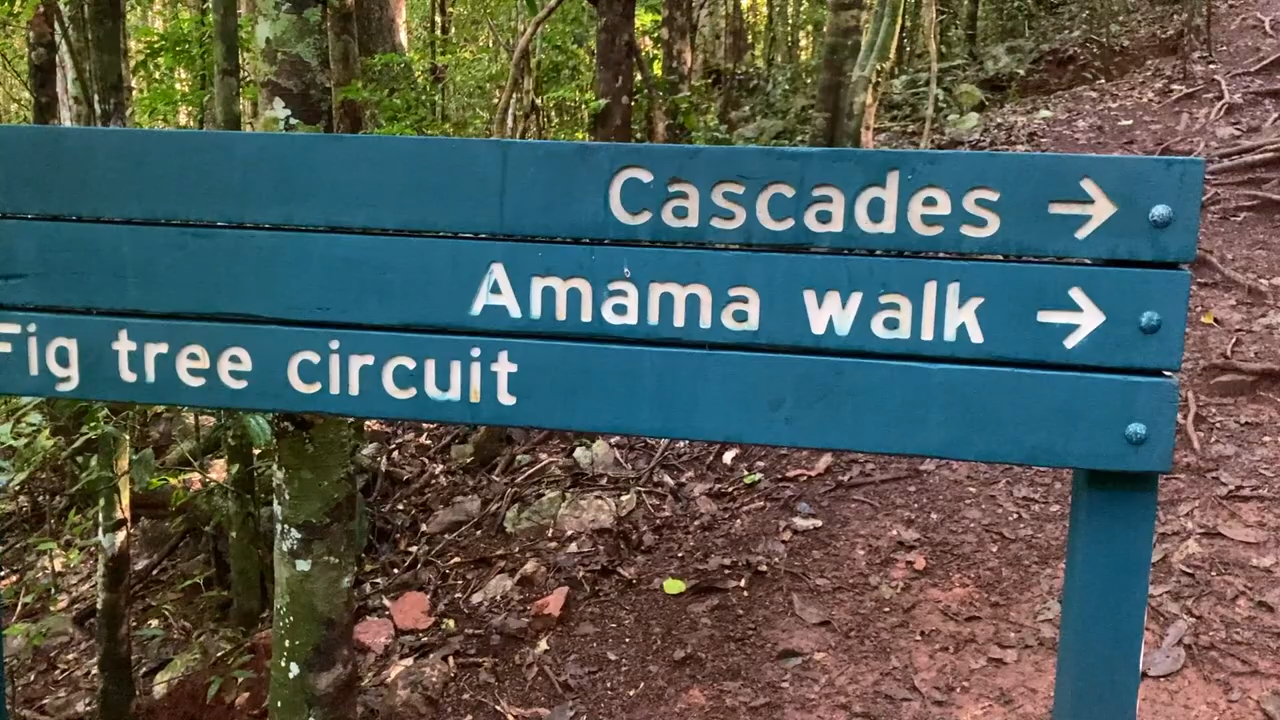 Cascades →
Amama walk →
Fig tree circuit